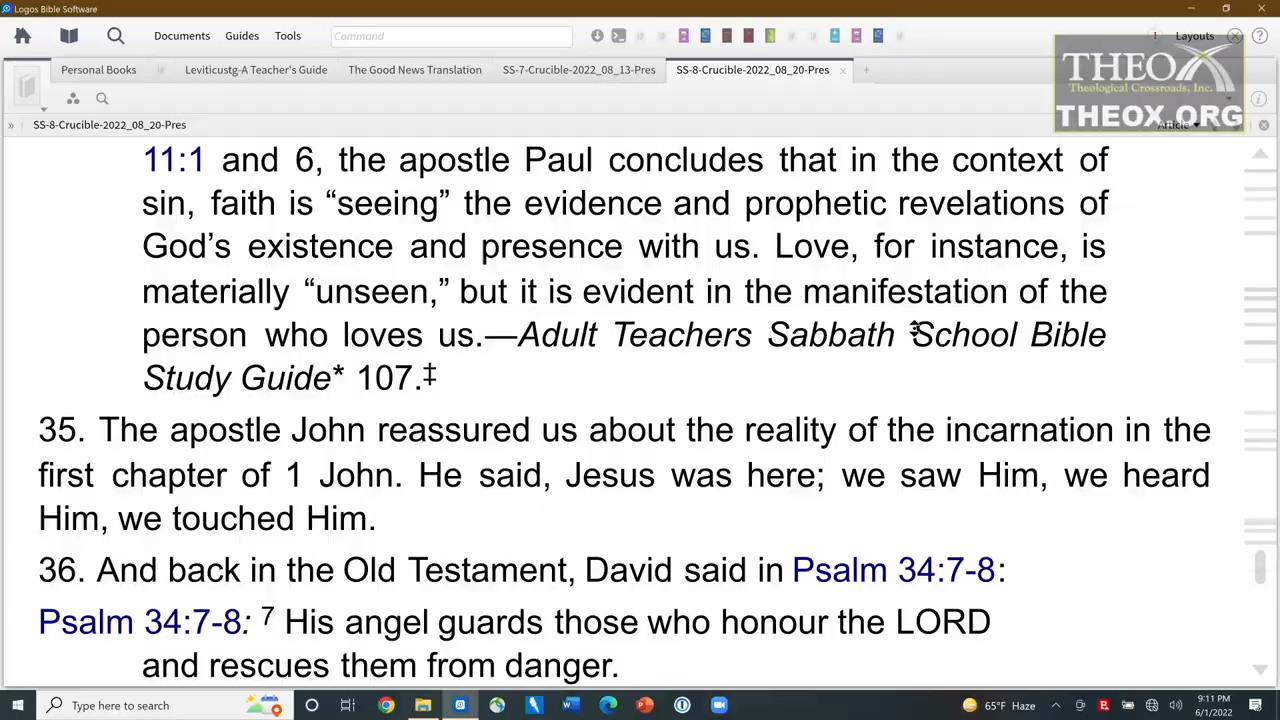 Logos Bible Software
Documents Guides Tools Command Layouts
THEOX
Theological Crossroads, Inc.
THEOX.ORG
Personal Books Leviticustg-A Teacher's Guide The Good News Translation SS-7-Crucible-2022_08_13-Pres SS-8-Crucible-2022_08_20-Pres
SS-8-Crucible-2022_08_20-Pres Article
11:1 and 6, the apostle Paul concludes that in the context of
sin, faith is “seeing” the evidence and prophetic revelations of
God’s existence and presence with us. Love, for instance, is
materially “unseen,” but it is evident in the manifestation of the
person who loves us.—Adult Teachers Sabbath School Bible
Study Guide* 107.‡
35. The apostle John reassured us about the reality of the incarnation in the
first chapter of 1 John. He said, Jesus was here; we saw Him, we heard
Him, we touched Him.
36. And back in the Old Testament, David said in Psalm 34:7-8:
Psalm 34:7-8: 7 His angel guards those who honour the LORD
and rescues them from danger.
Type here to search 65°F Haze 9:11 PM
6/1/2022